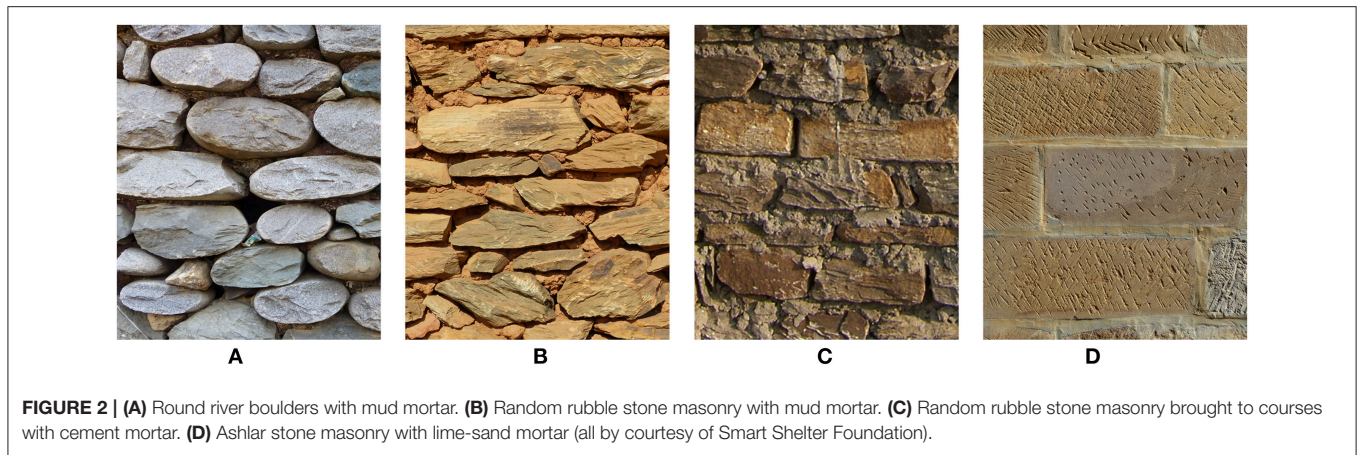 A
B
C
D
FIGURE 2 | (A) Round river boulders with mud mortar. (B) Random rubble stone masonry with mud mortar. (C) Random rubble stone masonry brought to courses
with cement mortar. (D) Ashlar stone masonry with lime-sand mortar (all by courtesy of Smart Shelter Foundation).